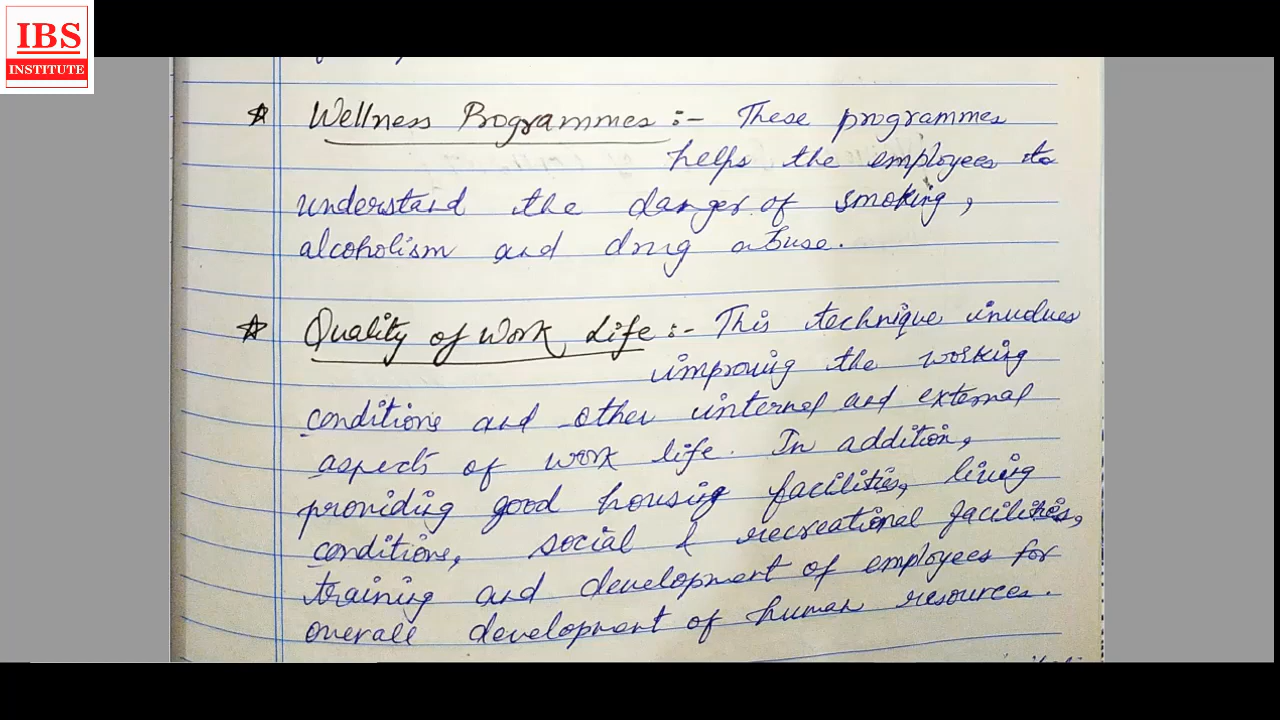 IBS
INSTITUTE
☆ Wellness Programmes :- These programmes
helps the employees to
understand the danger of smoking,
alcoholism and drug abuse.
☆ Quality of Work Life :- This technique involves
improving the working
conditions and other internal and external
aspects of work life. In addition,
providing good housing facilities, living
conditions, social & recreational facilities,
training and development of employees for
overall development of human resources.